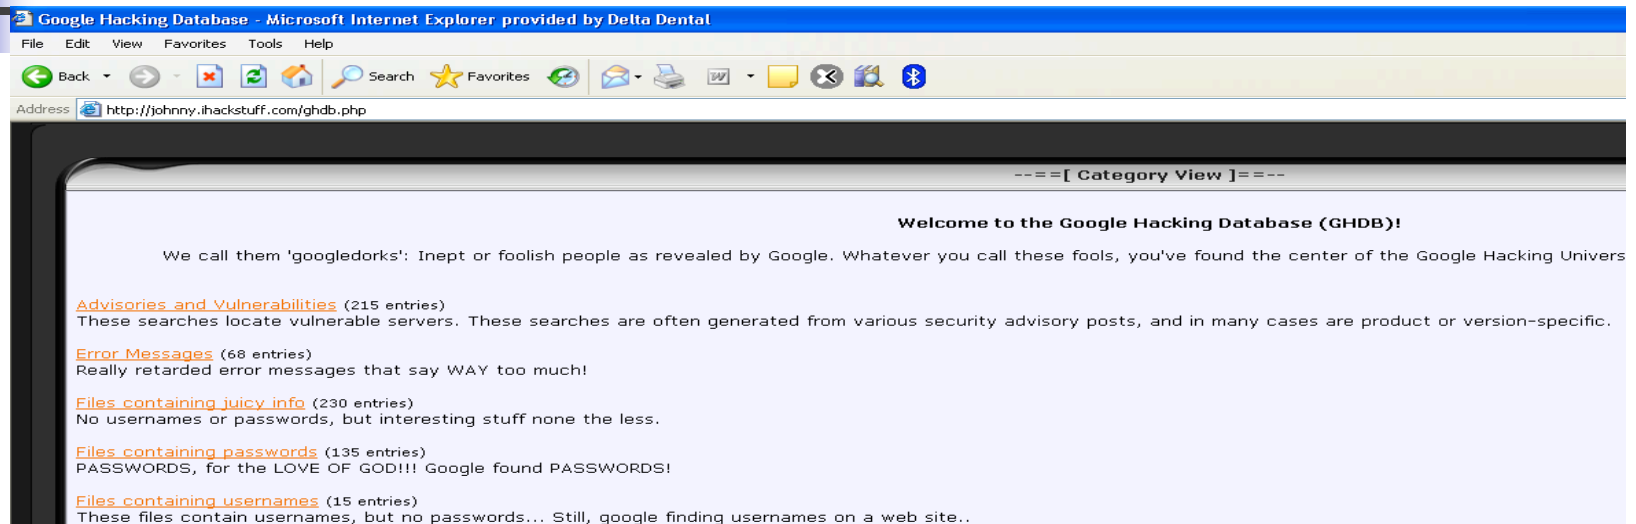 Google Hacking Database - Microsoft Internet Explorer provided by Delta Dental
File Edit View Favorites Tools Help
Back Search Favorites
Address http://johnny.ihackstuff.com/ghdb.php
--==[ Category View ]==--
Welcome to the Google Hacking Database (GHDB)!
We call them 'googledorks': Inept or foolish people as revealed by Google. Whatever you call these fools, you've found the center of the Google Hacking Univers
Advisories and Vulnerabilities (215 entries)
These searches locate vulnerable servers. These searches are often generated from various security advisory posts, and in many cases are product or version-specific.
Error Messages (68 entries)
Really retarded error messages that say WAY too much!
Files containing juicy info (230 entries)
No usernames or passwords, but interesting stuff none the less.
Files containing passwords (135 entries)
PASSWORDS, for the LOVE OF GOD!!! Google found PASSWORDS!
Files containing usernames (15 entries)
These files contain usernames, but no passwords... Still, google finding usernames on a web site..